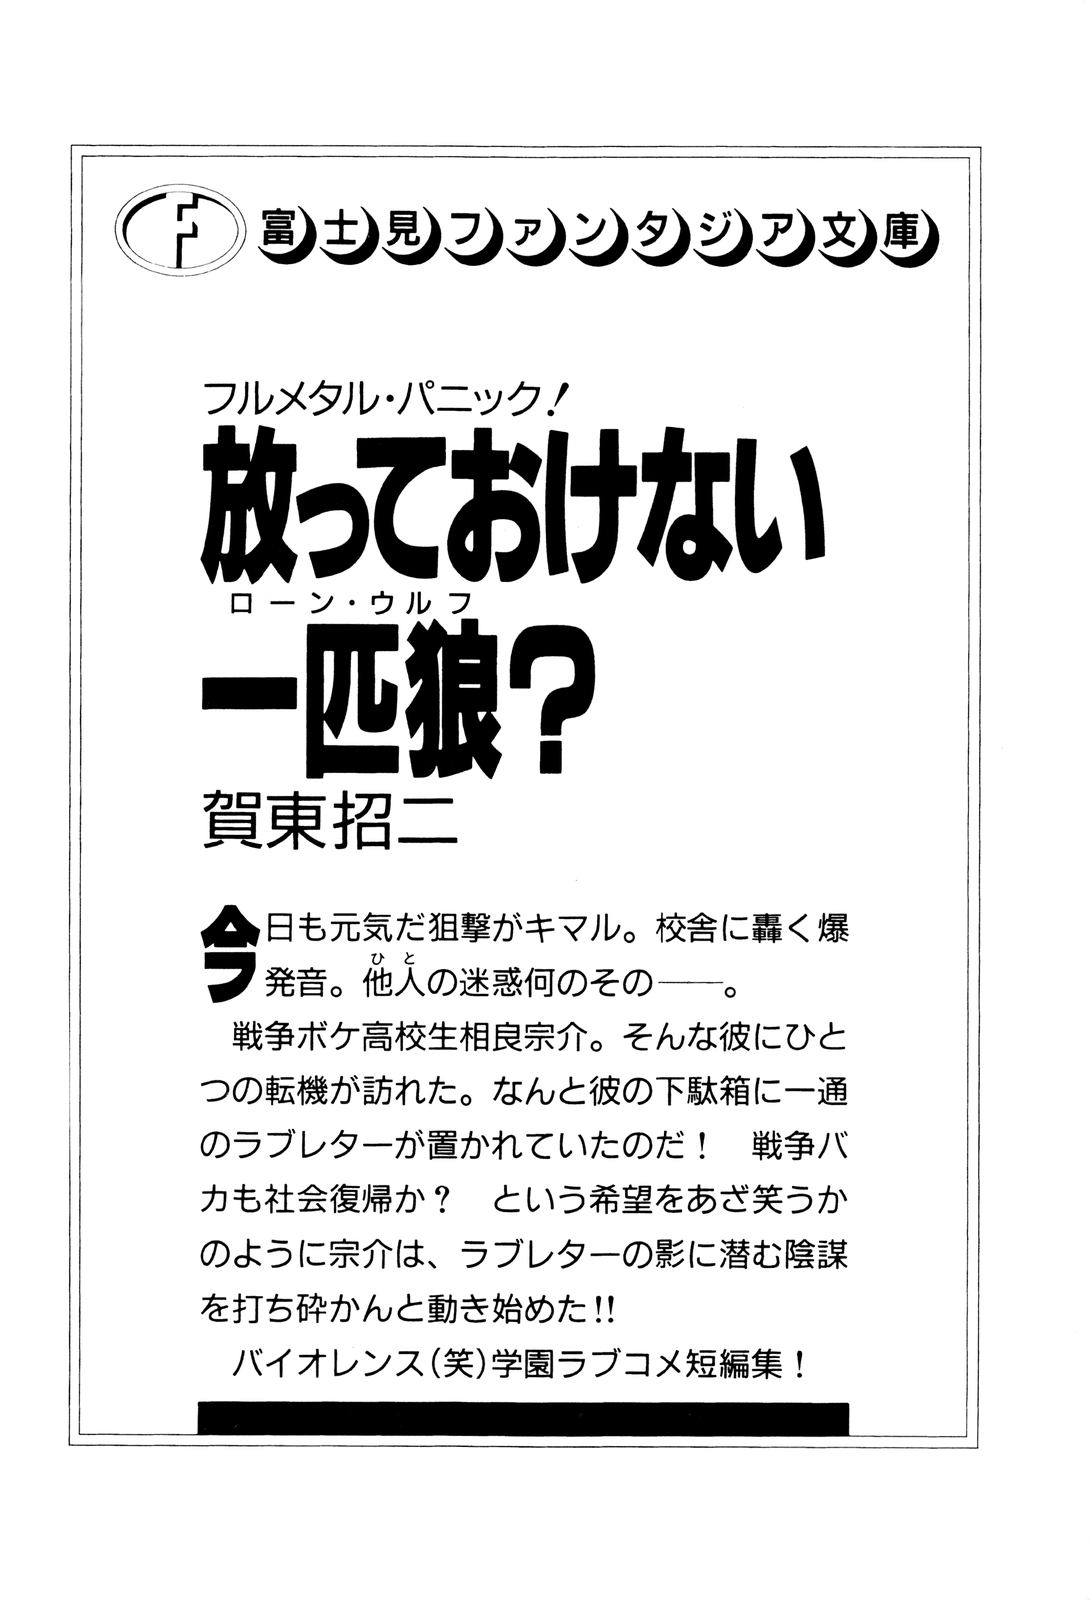 富士見ファンタジア文庫
フルメタル・パニック!
放っておけない
ローン・ウルフ
一匹狼?
賀東招二
今日も元気だ狙撃がキマル。校舎に轟く爆
ひと
発音。他人の迷惑何のその――。
戦争ボケ高校生相良宗介。そんな彼にひと
つの転機が訪れた。なんと彼の下駄箱に一通
のラブレターが置かれていたのだ! 戦争バ
カも社会復帰か? という希望をあざ笑うか
のように宗介は、ラブレターの影に潜む陰謀
を打ち砕かんと動き始めた!!
バイオレンス(笑)学園ラブコメ短編集!